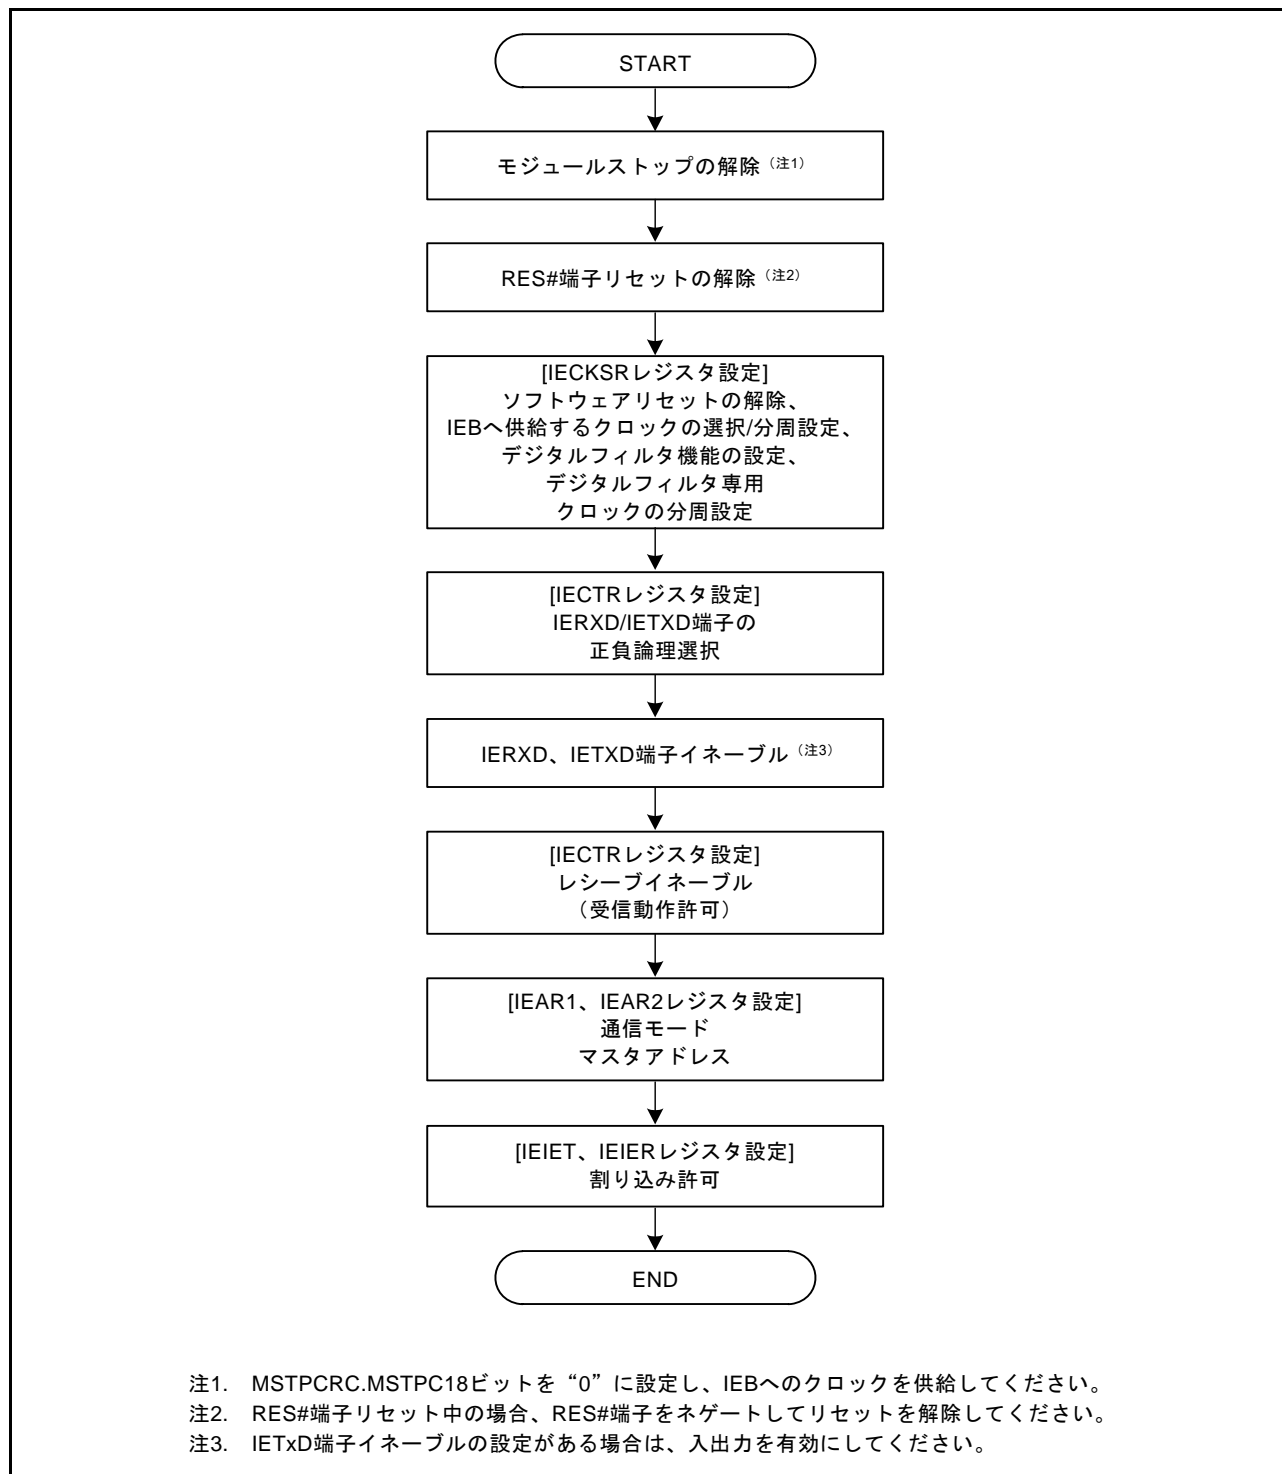 START
モジュールストップの解除（注1）
RES#端子リセットの解除（注2）
[IECKSRレジスタ設定]
ソフトウェアリセットの解除、
IEBへ供給するクロックの選択/分周設定、
デジタルフィルタ機能の設定、
デジタルフィルタ専用
クロックの分周設定
[IECTRレジスタ設定]
IERXD/IETXD端子の
正負論理選択
IERXD、IETXD端子イネーブル（注3）
[IECTRレジスタ設定]
レシーブイネーブル
（受信動作許可）
[IEAR1、IEAR2レジスタ設定]
通信モード
マスタアドレス
[IEIET、IEIERレジスタ設定]
割り込み許可
END
注1. MSTPCRC.MSTPC18ビットを“0”に設定し、IEBへのクロックを供給してください。
注2. RES#端子リセット中の場合、RES#端子をネゲートしてリセットを解除してください。
注3. IETxD端子イネーブルの設定がある場合は、入出力を有効にしてください。